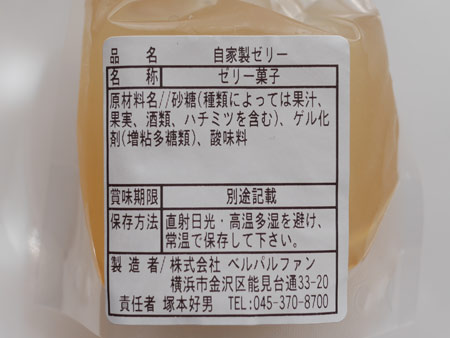 品 名 自家製ゼリー
名 称 ゼリー菓子
原材料名//砂糖(種類によっては果汁、
果実、酒類、ハチミツを含む)、ゲル化
剤(増粘多糖類)、酸味料
賞味期限 別途記載
保存方法 直射日光・高温多湿を避け、
常温で保存して下さい。
製 造 者/株式会社 ベルパルファン
横浜市金沢区能見台通33-20
責任者 塚本好男 TEL:045-370-8700